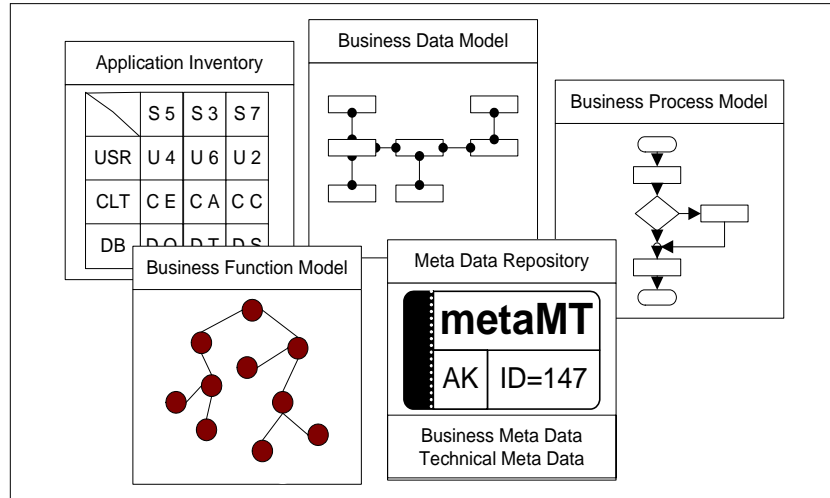 Application Inventory
S 5 S 3 S 7
USR U 4 U 6 U 2
CLT C E C A C C
DB
Business Data Model
Business Process Model
Business Function Model
Meta Data Repository
metaMT
AK ID=147
Business Meta Data
Technical Meta Data